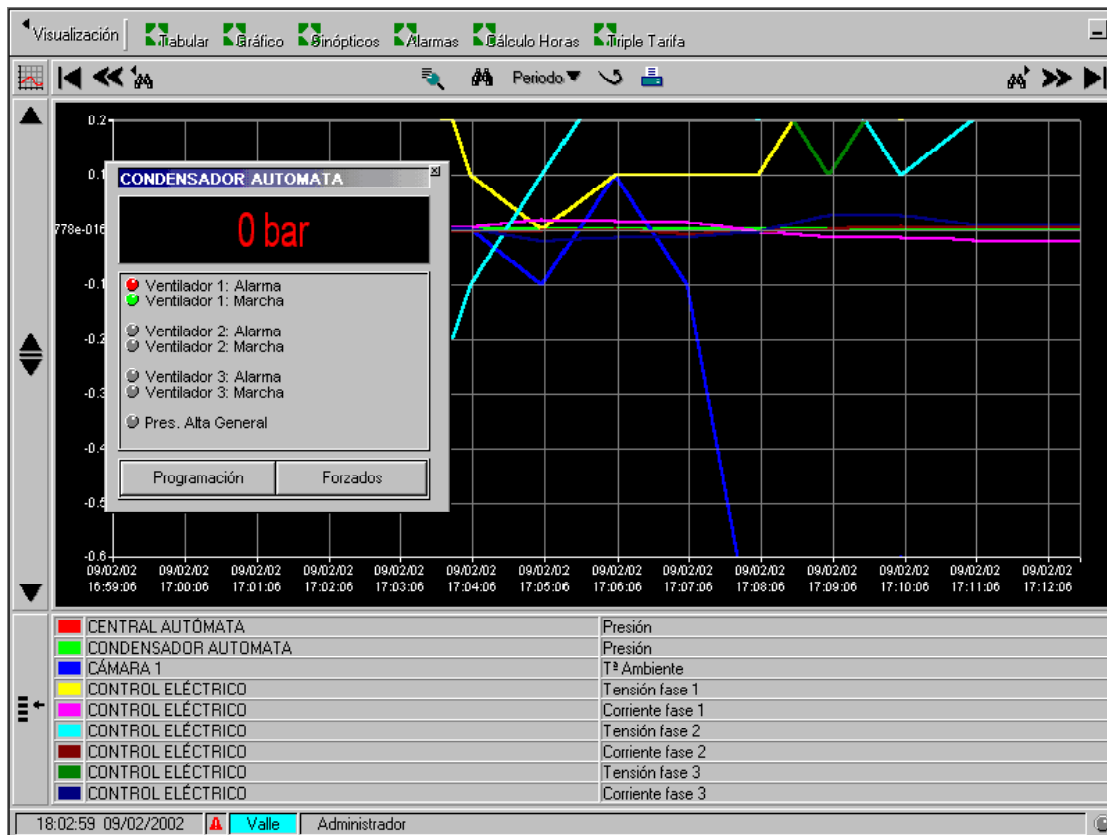 Visualización Tabular Gráfico Sinópticos Alarmas Cálculo Horas Triple Tarifa
Periodo
0.2
0.1
778e-016
-0.1
-0.2
-0.3
-0.4
-0.5
-0.6
CONDENSADOR AUTOMATA
0 bar
Ventilador 1: Alarma
Ventilador 1: Marcha
Ventilador 2: Alarma
Ventilador 2: Marcha
Ventilador 3: Alarma
Ventilador 3: Marcha
Pres. Alta General
Programación Forzados
09/02/02 09/02/02 09/02/02 09/02/02 09/02/02 09/02/02 09/02/02 09/02/02 09/02/02 09/02/02 09/02/02 09/02/02 09/02/02 09/02/02
16:59:06 17:00:06 17:01:06 17:02:06 17:03:06 17:04:06 17:05:06 17:06:06 17:07:06 17:08:06 17:09:06 17:10:06 17:11:06 17:12:06
CENTRAL AUTÓMATA Presión
CONDENSADOR AUTOMATA Presión
CÁMARA 1 Tª Ambiente
CONTROL ELÉCTRICO Tensión fase 1
CONTROL ELÉCTRICO Corriente fase 1
CONTROL ELÉCTRICO Tensión fase 2
CONTROL ELÉCTRICO Corriente fase 2
CONTROL ELÉCTRICO Tensión fase 3
CONTROL ELÉCTRICO Corriente fase 3
18:02:59 09/02/2002 Valle Administrador